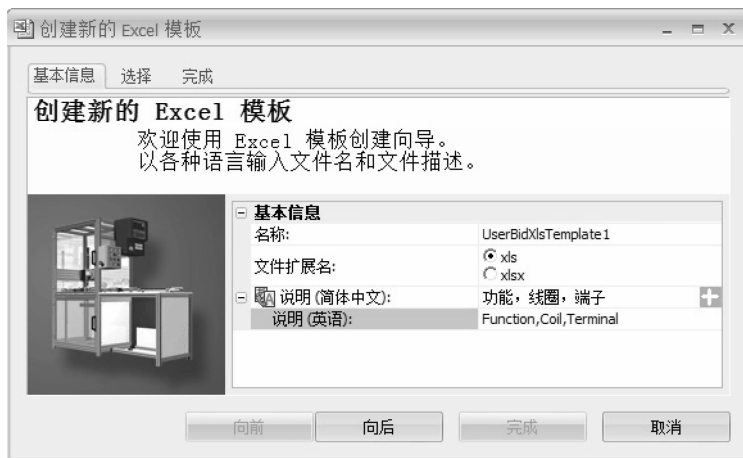 创建新的 Excel 模板
基本信息 选择 完成
创建新的 Excel 模板
欢迎使用 Excel 模板创建向导。
以各种语言输入文件名和文件描述。
基本信息
名称: UserBidXlsTemplate1
文件扩展名: xls
xlsx
说明 (简体中文): 功能，线圈，端子
说明 (英语): Function,Coil,Terminal
向前 向后 完成 取消